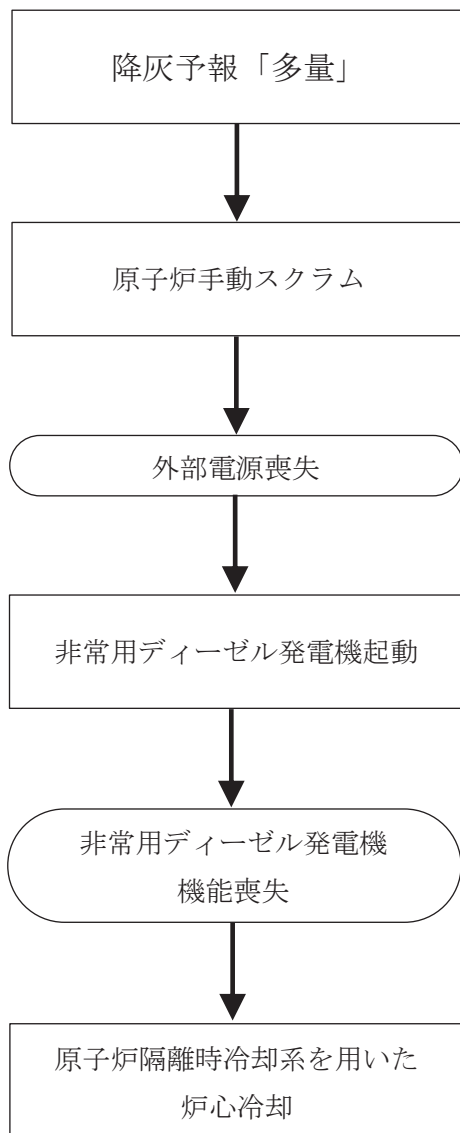 降灰予報「多量」
原子炉手動スクラム
外部電源喪失
非常用ディーゼル発電機起動
非常用ディーゼル発電機
機能喪失
原子炉隔離時冷却系を用いた
炉心冷却